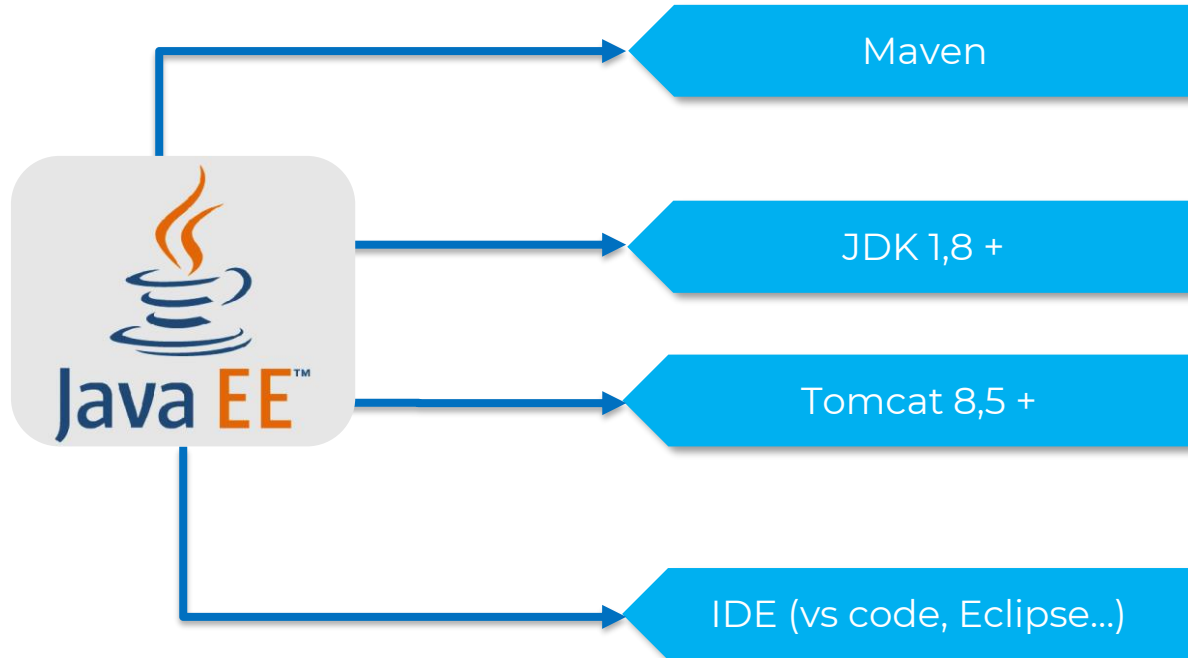 Maven
JDK 1,8 +
Java EE™
Tomcat 8,5 +
IDE (vs code, Eclipse...)